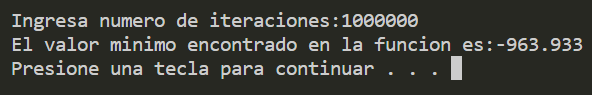 Ingresa numero de iteraciones:1000000
El valor minimo encontrado en la funcion es:-963.933
Presione una tecla para continuar . . .